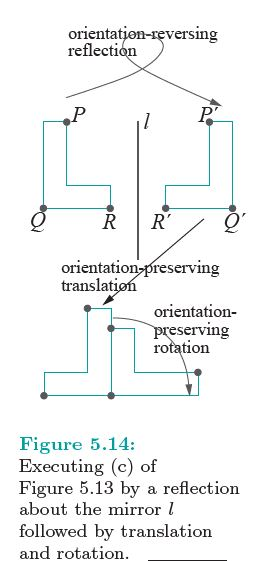 orientation-reversing
reflection
P
l
P′
Q
R
R′
Q′
orientation-preserving
translation
orientation-
preserving
rotation
Figure 5.14:
Executing (c) of
Figure 5.13 by a reflection
about the mirror l
followed by translation
and rotation.